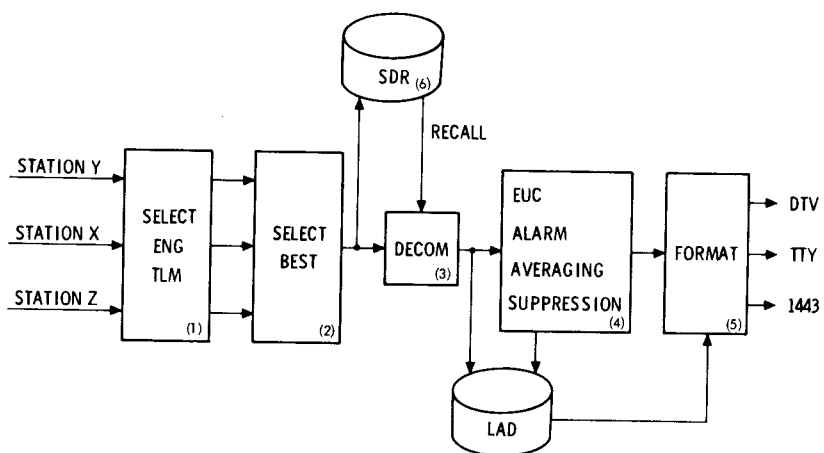 SDR (6)
RECALL
STATION Y
STATION X
STATION Z
SELECT
ENG
TLM
(1)
SELECT
BEST
(2)
DECOM
(3)
EUC
ALARM
AVERAGING
SUPPRESSION
(4)
FORMAT
(5)
DTV
TTY
1443
LAD